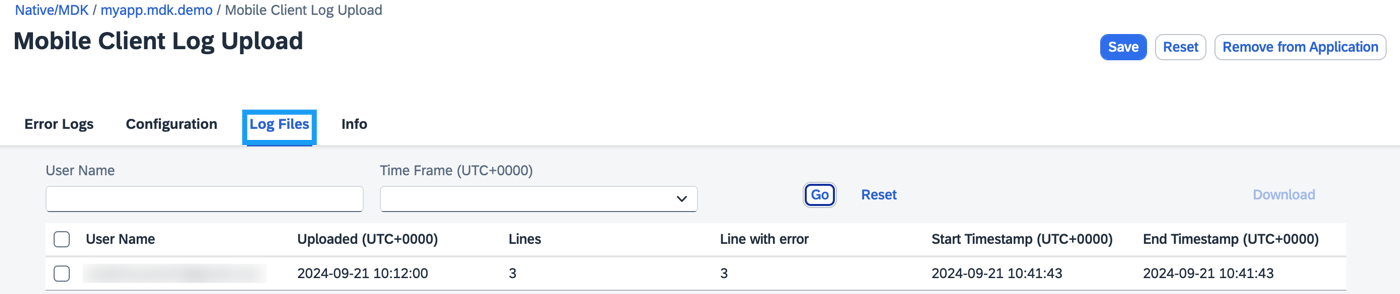 Native/MDK / myapp.mdk.demo / Mobile Client Log Upload
Mobile Client Log Upload
Save Reset Remove from Application
Error Logs Configuration Log Files Info
User Name Time Frame (UTC+0000)
Go Reset Download
User Name Uploaded (UTC+0000) Lines Line with error Start Timestamp (UTC+0000) End Timestamp (UTC+0000)
2024-09-21 10:12:00 3 3 2024-09-21 10:41:43 2024-09-21 10:41:43